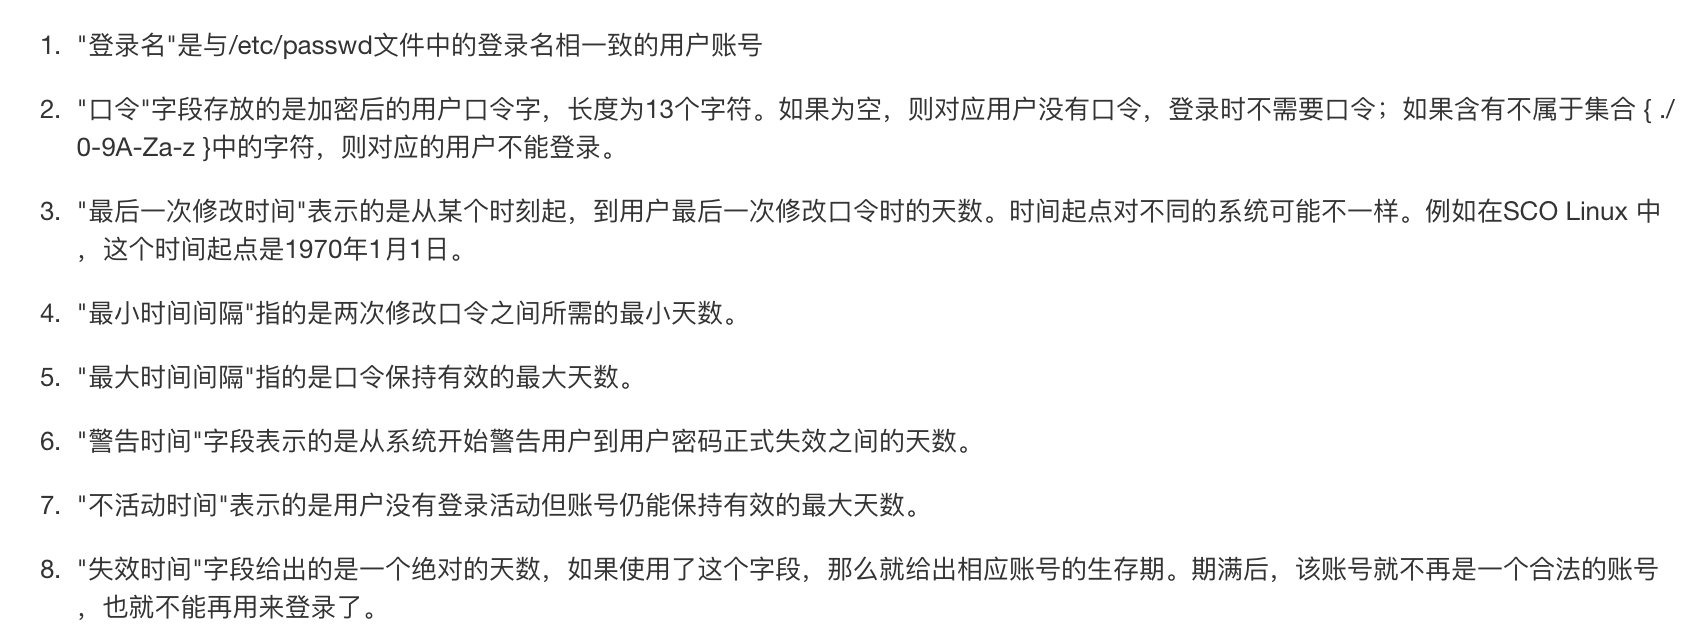 1. "登录名"是与/etc/passwd文件中的登录名相一致的用户账号
2. "口令"字段存放的是加密后的用户口令字，长度为13个字符。如果为空，则对应用户没有口令，登录时不需要口令；如果含有不属于集合 { ./
0-9A-Za-z }中的字符，则对应的用户不能登录。
3. "最后一次修改时间"表示的是从某个时刻起，到用户最后一次修改口令时的天数。时间起点对不同的系统可能不一样。例如在SCO Linux 中
，这个时间起点是1970年1月1日。
4. "最小时间间隔"指的是两次修改口令之间所需的最小天数。
5. "最大时间间隔"指的是口令保持有效的最大天数。
6. "警告时间"字段表示的是从系统开始警告用户到用户密码正式失效之间的天数。
7. "不活动时间"表示的是用户没有登录活动但账号仍能保持有效的最大天数。
8. "失效时间"字段给出的是一个绝对的天数，如果使用了这个字段，那么就给出相应账号的生存期。期满后，该账号就不再是一个合法的账号
，也就不能再用来登录了。